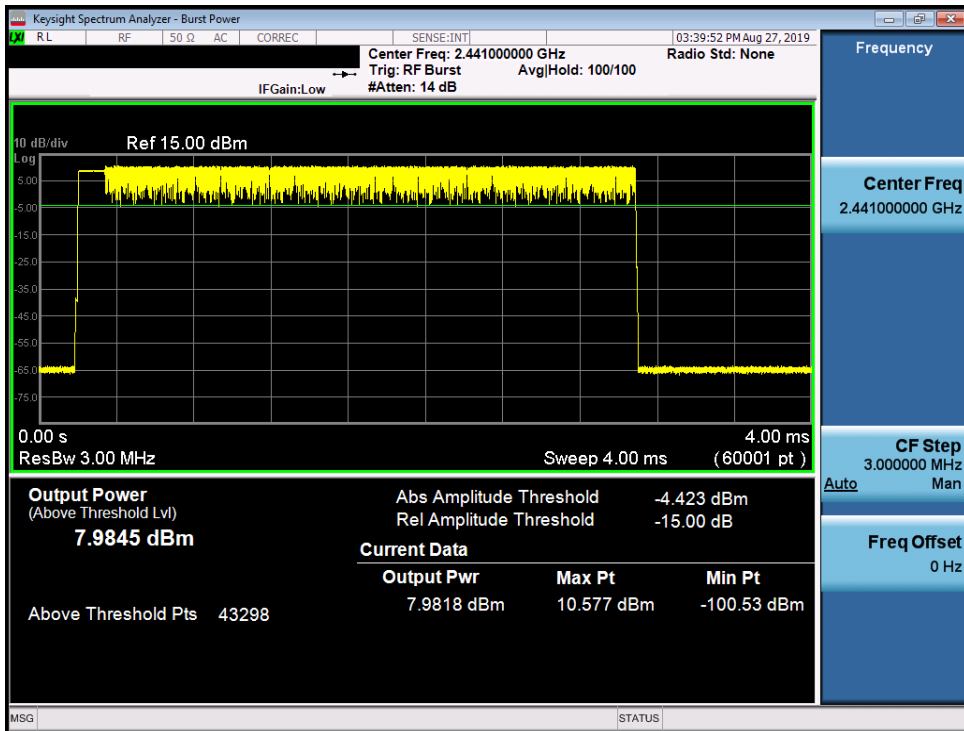 Keysight Spectrum Analyzer - Burst Power
LXI RL RF 50 Ω AC CORREC SENSE:INT 03:39:52 PM Aug 27, 2019
Center Freq: 2.441000000 GHz Radio Std: None
Trig: RF Burst Avg|Hold: 100/100
IFGain:Low #Atten: 14 dB
Frequency
10 dB/div Ref 15.00 dBm
Log
5.00
-5.00
-15.0
-25.0
-35.0
-45.0
-55.0
-65.0
-75.0
0.00 s 4.00 ms
ResBw 3.00 MHz Sweep 4.00 ms (60001 pt)
Center Freq
2.441000000 GHz
CF Step
3.000000 MHz
Auto Man
Freq Offset
0 Hz
Output Power
(Above Threshold Lvl)
7.9845 dBm
Above Threshold Pts 43298
Abs Amplitude Threshold -4.423 dBm
Rel Amplitude Threshold -15.00 dB
Current Data
Output Pwr Max Pt Min Pt
7.9818 dBm 10.577 dBm -100.53 dBm
MSG STATUS